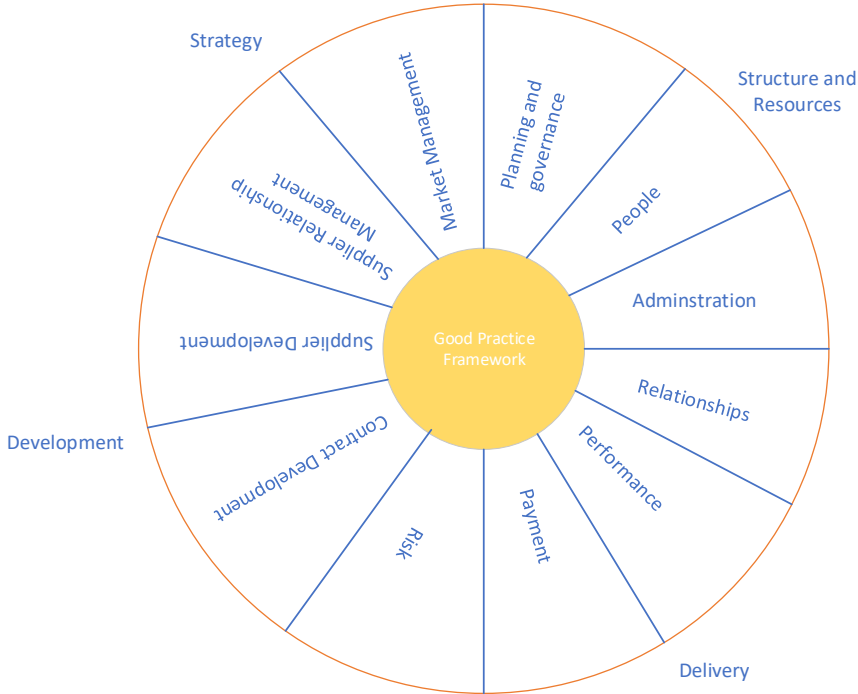 Strategy
Structure and
Resources
Market Management
Planning and
governance
People
Adminstration
Relationships
Performance
Payment
Risk
Contract Development
Supplier Development
Supplier Relationship
Management
Good Practice
Framework
Development
Delivery